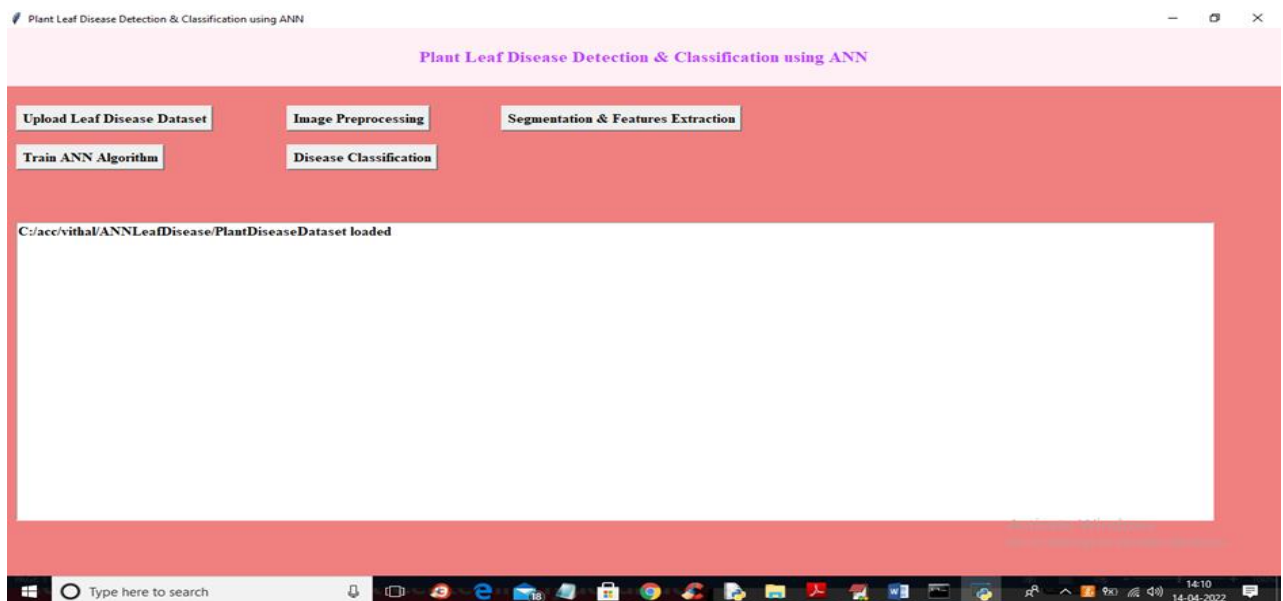 Plant Leaf Disease Detection & Classification using ANN
Plant Leaf Disease Detection & Classification using ANN
Upload Leaf Disease Dataset
Image Preprocessing
Segmentation & Features Extraction
Train ANN Algorithm
Disease Classification
C:/acc/vithal/ANNLeafDisease/PlantDiseaseDataset loaded
Type here to search
18
14:10
14-04-2022